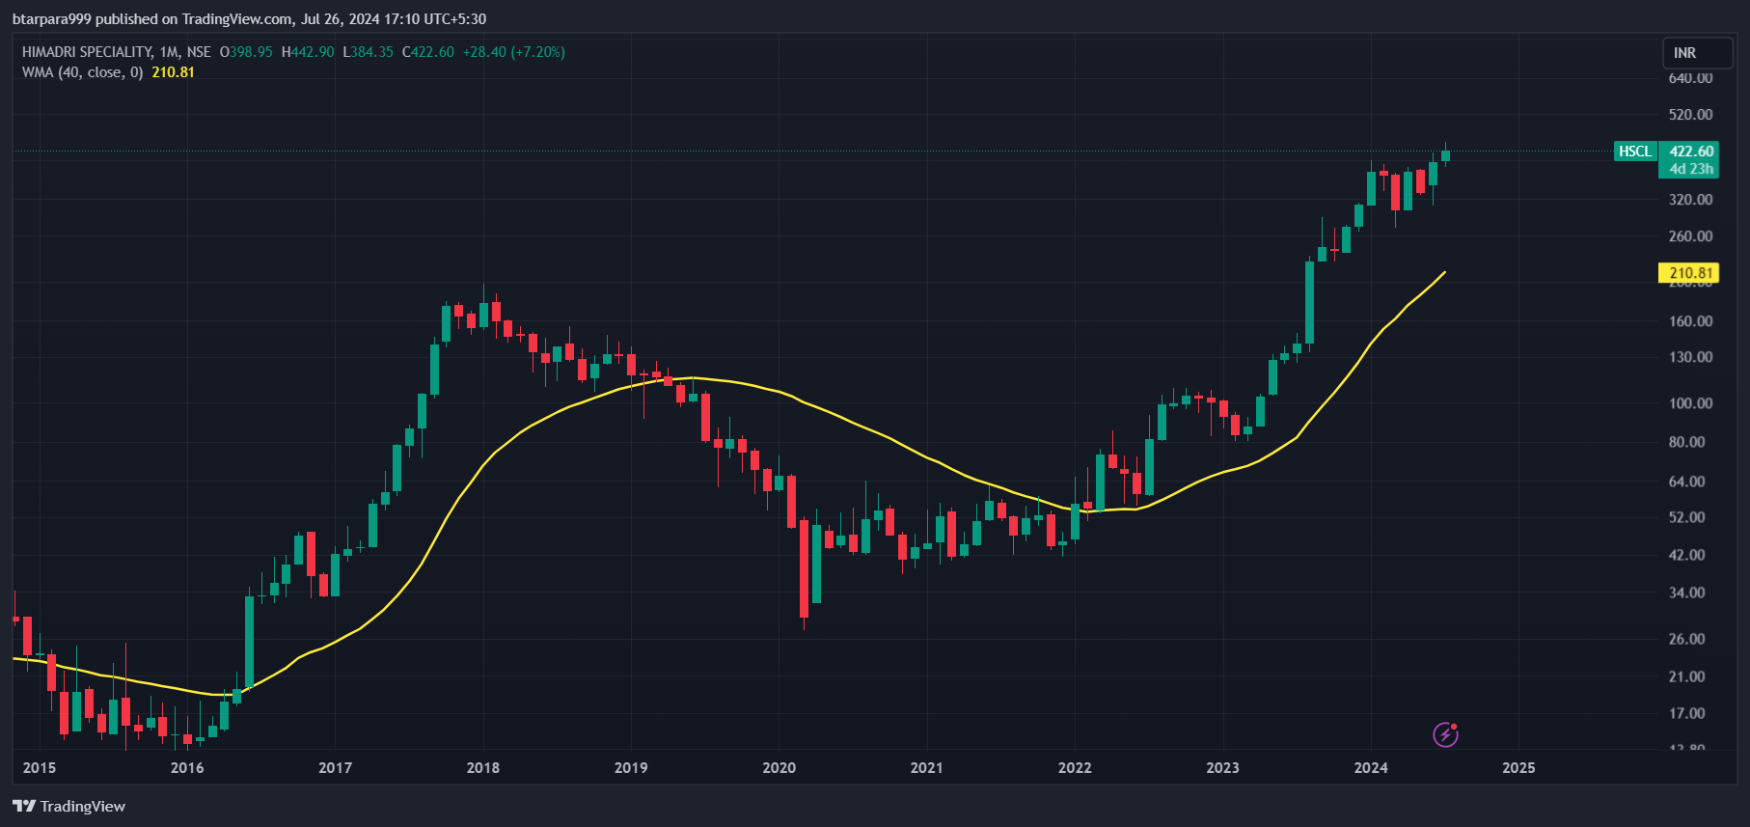 btarpara999 published on TradingView.com, Jul 26, 2024 17:10 UTC+5:30
HIMADRI SPECIALITY, 1M, NSE O398.95 H442.90 L384.35 C422.60 +28.40 (+7.20%)
WMA (40, close, 0) 210.81
INR
640.00
520.00
HSCL 422.60
4d 23h
320.00
260.00
210.81
200.00
160.00
130.00
100.00
80.00
64.00
52.00
42.00
34.00
26.00
21.00
17.00
13.80
2015 2016 2017 2018 2019 2020 2021 2022 2023 2024 2025
TradingView